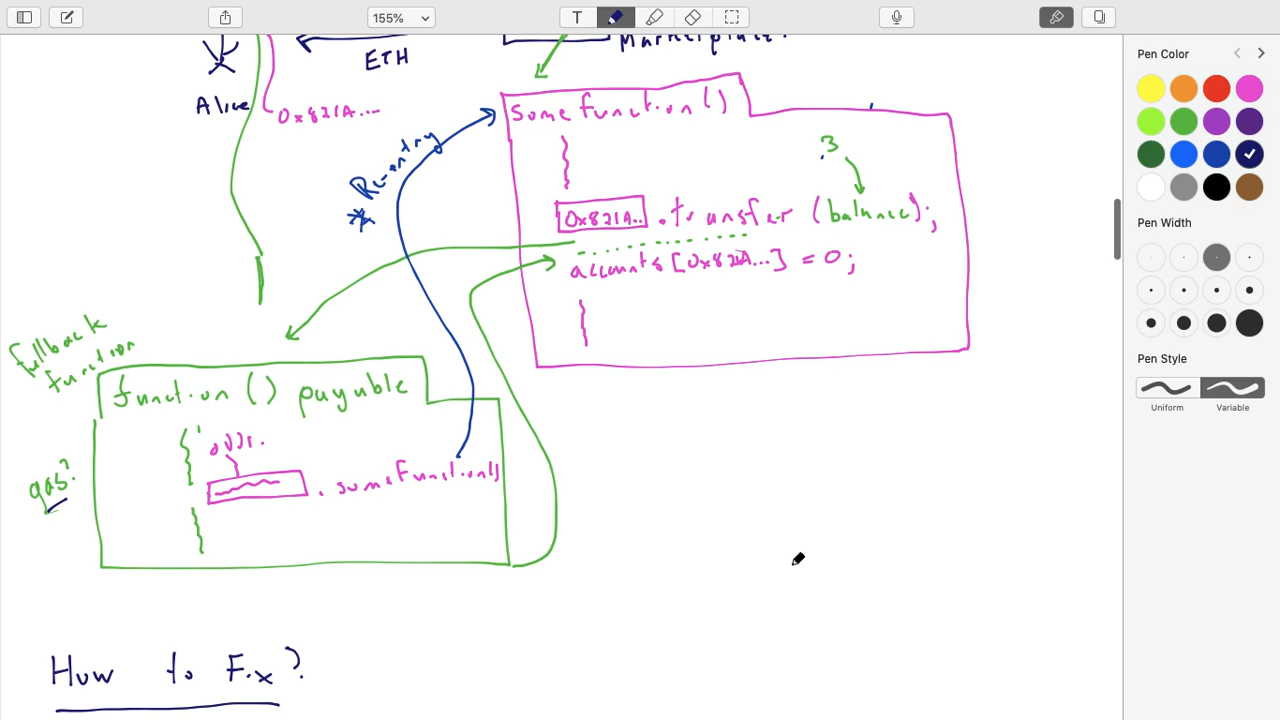 155%
T
Pen Color
Marketplace.
ETH
Alice
0x821A...
some function ()
Re-entry
*
3
0x821A.. .transfer (balance);
accounts [0x821A...] = 0;
fallback
function
function () payable
addr.
. someFunction()
gas?
How to Fix?
Pen Width
Pen Style
Uniform
Variable